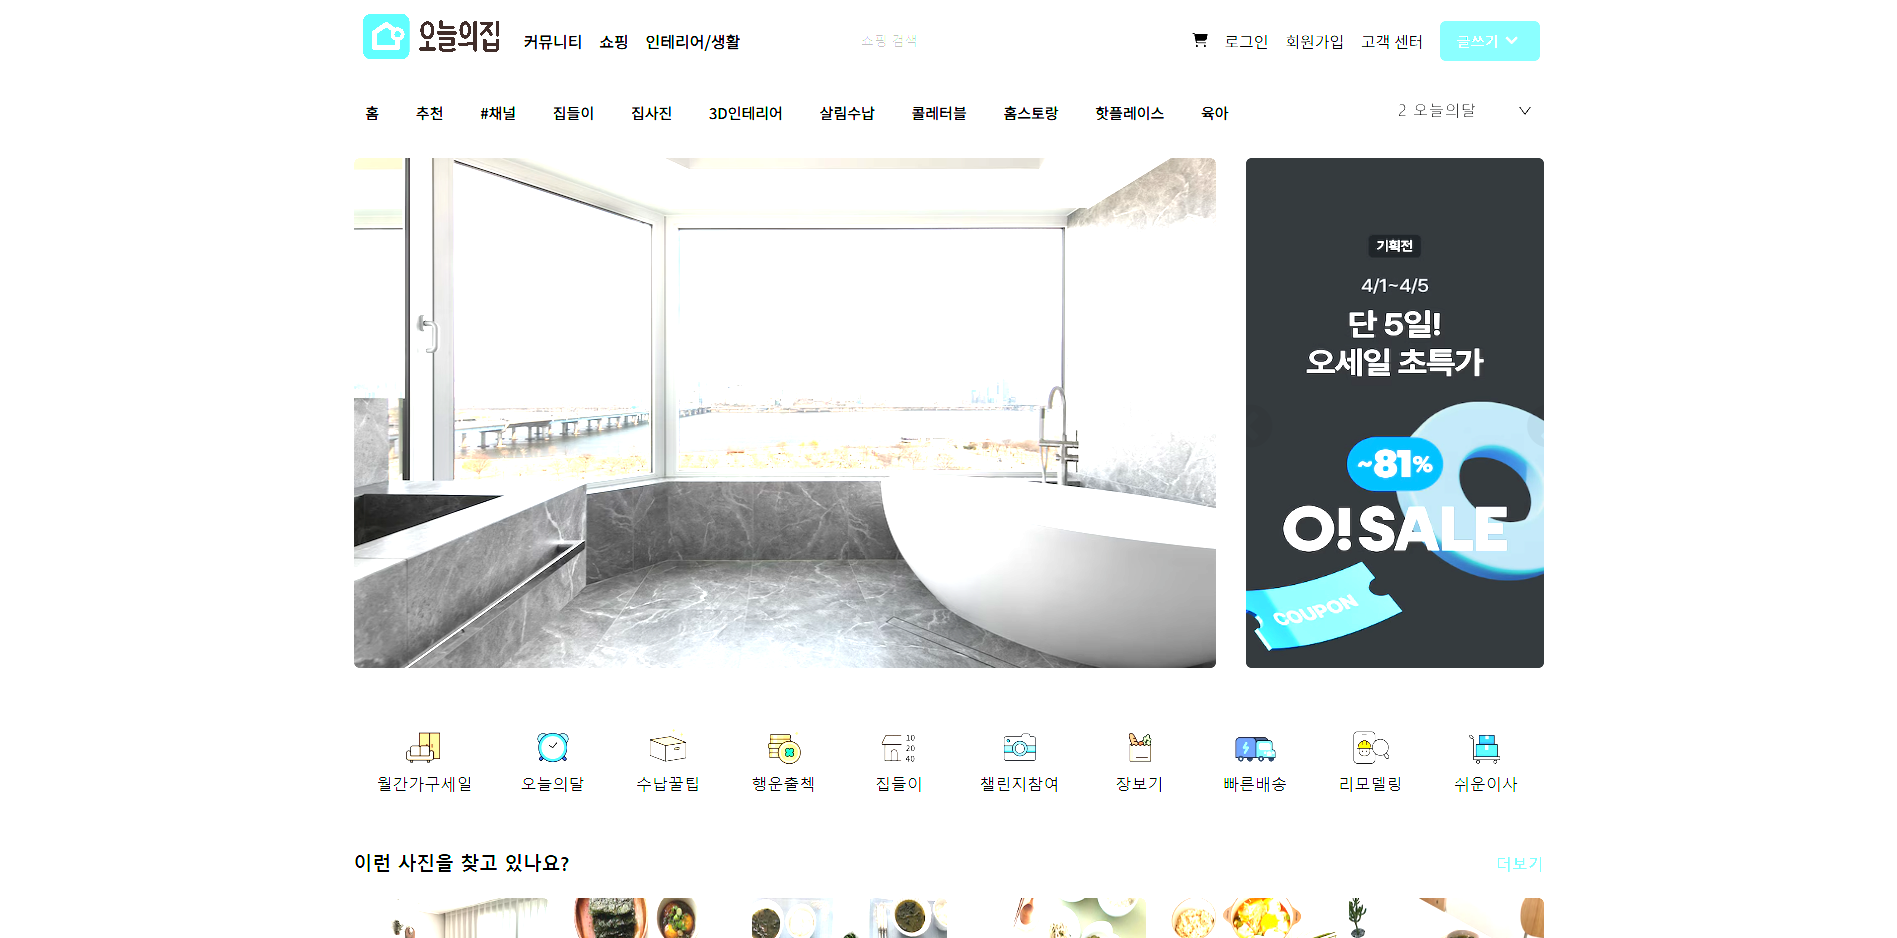 오늘의집 커뮤니티 쇼핑 인테리어/생활 쇼핑 검색 로그인 회원가입 고객 센터 글쓰기
홈 추천 #채널 집들이 집사진 3D인테리어 살림수납 콜레터블 홈스토랑 핫플레이스 육아 2 오늘의달
기획전
4/1~4/5
단 5일!
오세일 초특가
~81%
O!SALE
COUPON
10
20
40
월간가구세일 오늘의달 수납꿀팁 행운출첵 집들이 챌린지참여 장보기 빠른배송 리모델링 쉬운이사
이런 사진을 찾고 있나요? 더보기